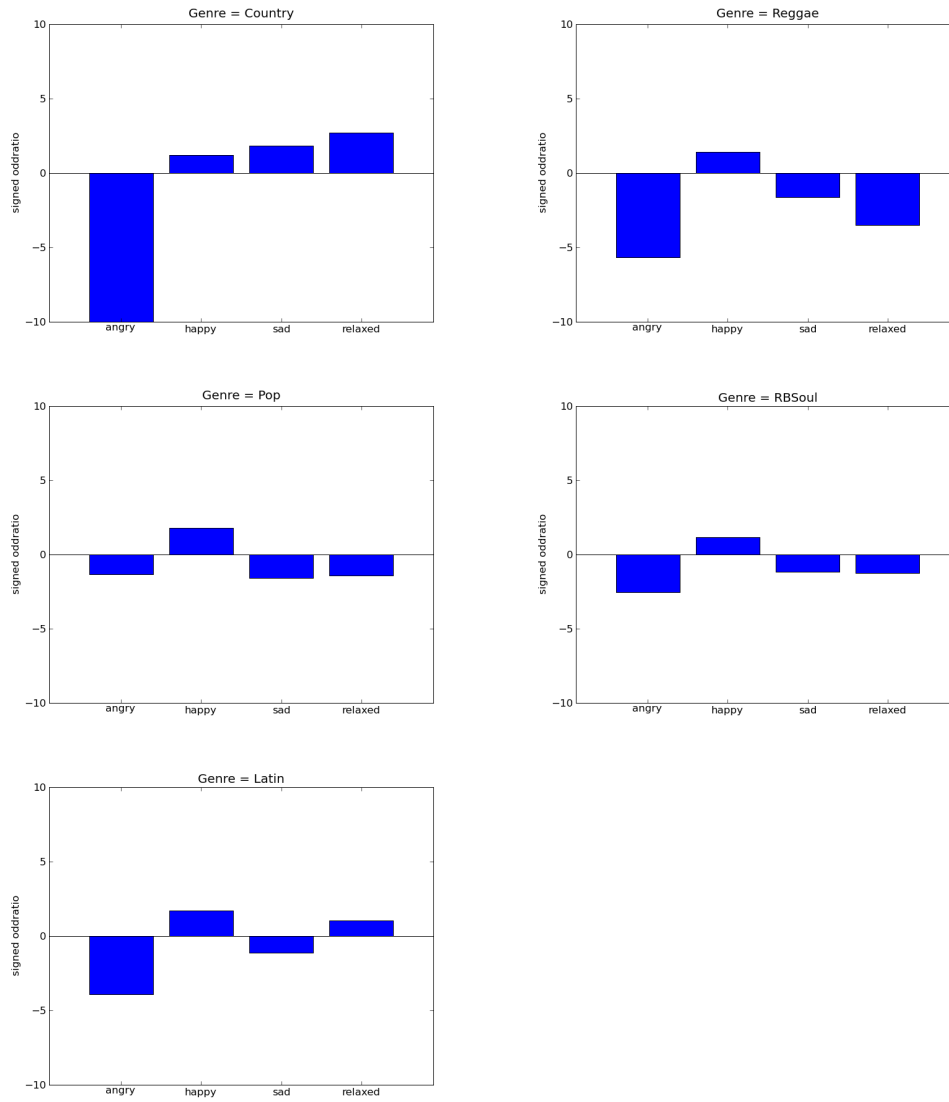 Genre = Country
10
5
0
−5
−10
signed oddratio
angry happy sad relaxed
Genre = Reggae
10
5
0
−5
−10
signed oddratio
angry happy sad relaxed
Genre = Pop
10
5
0
−5
−10
signed oddratio
angry happy sad relaxed
Genre = RBSoul
10
5
0
−5
−10
signed oddratio
angry happy sad relaxed
Genre = Latin
10
5
0
−5
−10
signed oddratio
angry happy sad relaxed